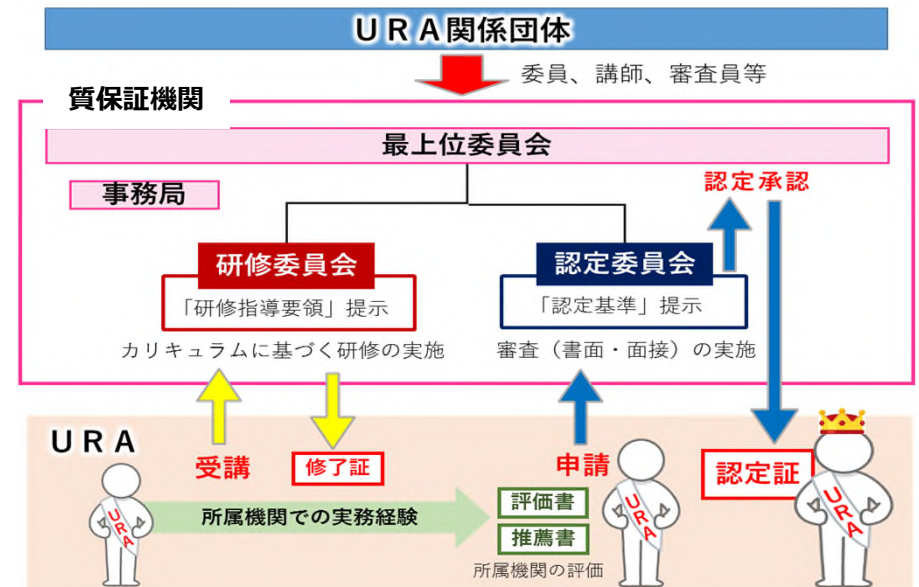 ＵＲＡ関係団体
委員、講師、審査員等
質保証機関
最上位委員会
事務局
認定承認
研修委員会
「研修指導要領」提示
カリキュラムに基づく研修の実施
認定委員会
「認定基準」提示
審査（書面・面接）の実施
ＵＲＡ
受講
修了証
申請
認定証
URA
所属機関での実務経験
評価書
推薦書
所属機関の評価
URA
URA